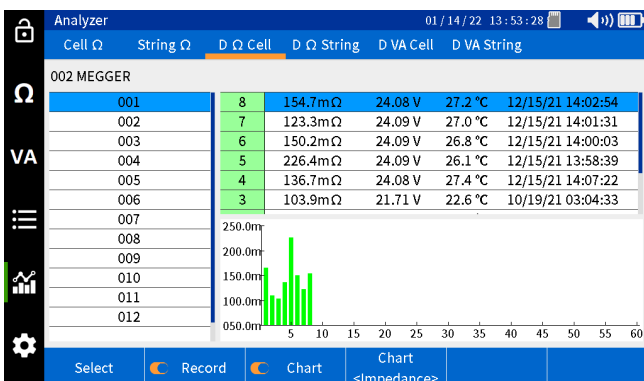 Analyzer 01/14/22 13:53:28
Cell Ω String Ω D Ω Cell D Ω String D VA Cell D VA String
002 MEGGER
Ω
VA
001
002
003
004
005
006
007
008
009
010
011
012
8 154.7mΩ 24.08 V 27.2 ℃ 12/15/21 14:02:54
7 123.3mΩ 24.09 V 27.0 ℃ 12/15/21 14:01:31
6 150.2mΩ 24.09 V 26.8 ℃ 12/15/21 14:00:03
5 226.4mΩ 24.09 V 26.1 ℃ 12/15/21 13:58:39
4 136.7mΩ 24.08 V 27.4 ℃ 12/15/21 14:07:22
3 103.9mΩ 21.71 V 22.6 ℃ 10/19/21 03:04:33
250.0m
200.0m
150.0m
100.0m
050.0m
5 10 15 20 25 30 35 40 45 50 55 60
Select Record Chart Chart
<Impedance>